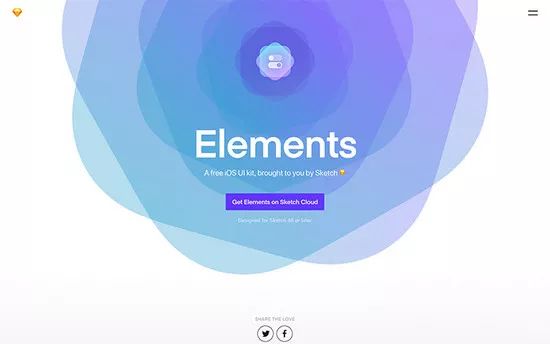 Elements
A free iOS UI kit, brought to you by Sketch
Get Elements on Sketch Cloud
Designed for Sketch 48 or later
SHARE THE LOVE